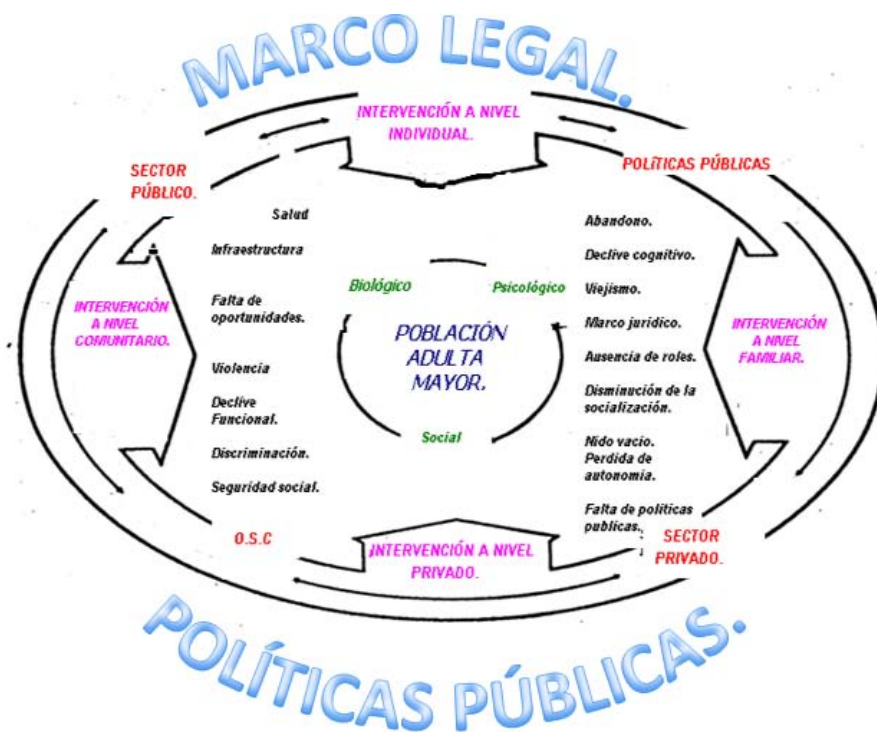 MARCO LEGAL.
INTERVENCIÓN A NIVEL
INDIVIDUAL.
SECTOR
PÚBLICO.
POLÍTICAS PÚBLICAS
Salud
Infraestructura
Falta de
oportunidades.
Violencia
Declive
Funcional.
Discriminación.
Seguridad social.
INTERVENCIÓN
A NIVEL
COMUNITARIO.
Biológico
Psicológico
POBLACIÓN
ADULTA
MAYOR.
Social
Abandono.
Declive cognitivo.
Viejismo.
Marco jurídico.
Ausencia de roles.
Disminución de la
socialización.
Nido vacío.
Perdida de
autonomía.
Falta de políticas
publicas.
INTERVENCIÓN
A NIVEL
FAMILIAR.
O.S.C
INTERVENCIÓN A NIVEL
PRIVADO.
SECTOR
PRIVADO.
POLÍTICAS PÚBLICAS.